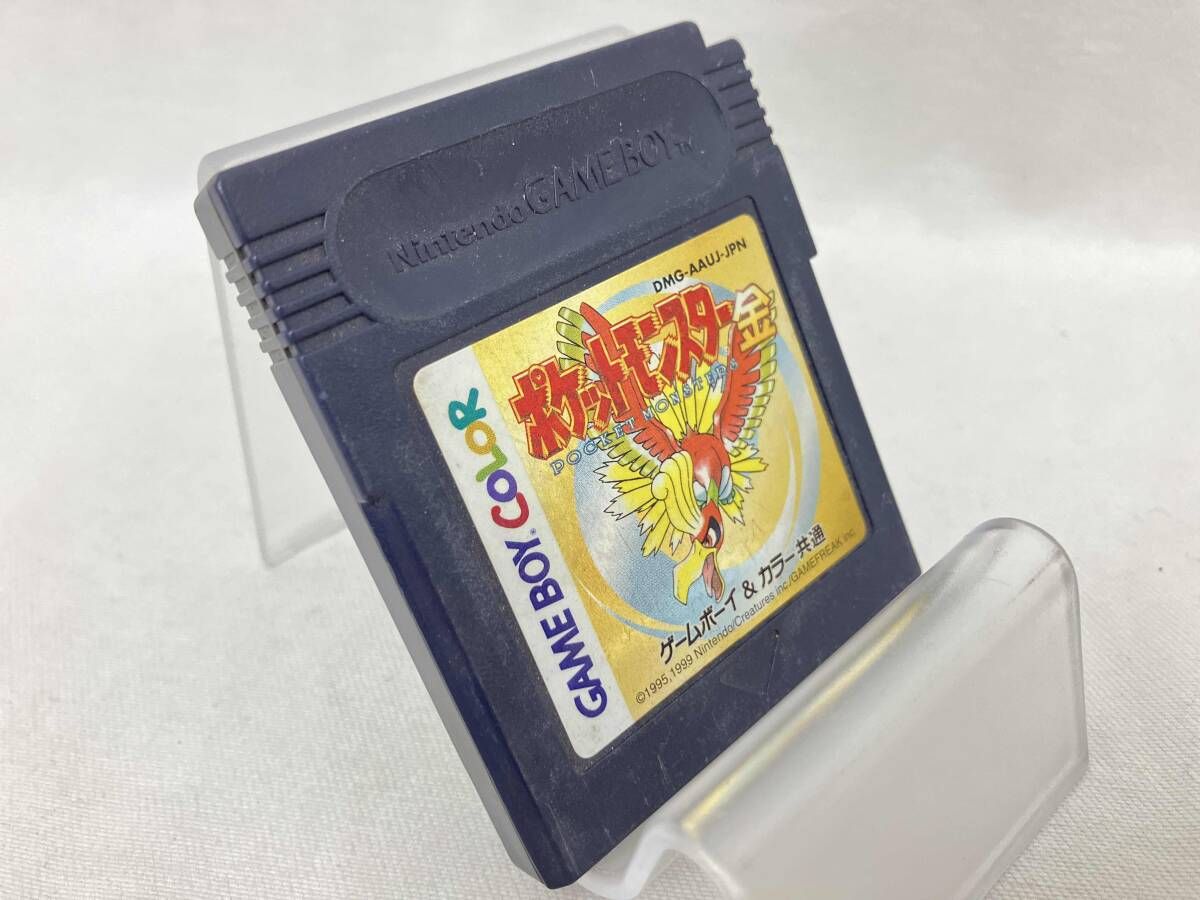 Nintendo GAME BOY TM
DMG-AAUJ-JPN
ポケットモンスター 金
POCKET MONSTERS
GAME BOY COLOR
ゲームボーイ & カラー共通
©1995,1999 Nintendo/Creatures inc./GAMEFREAK inc.